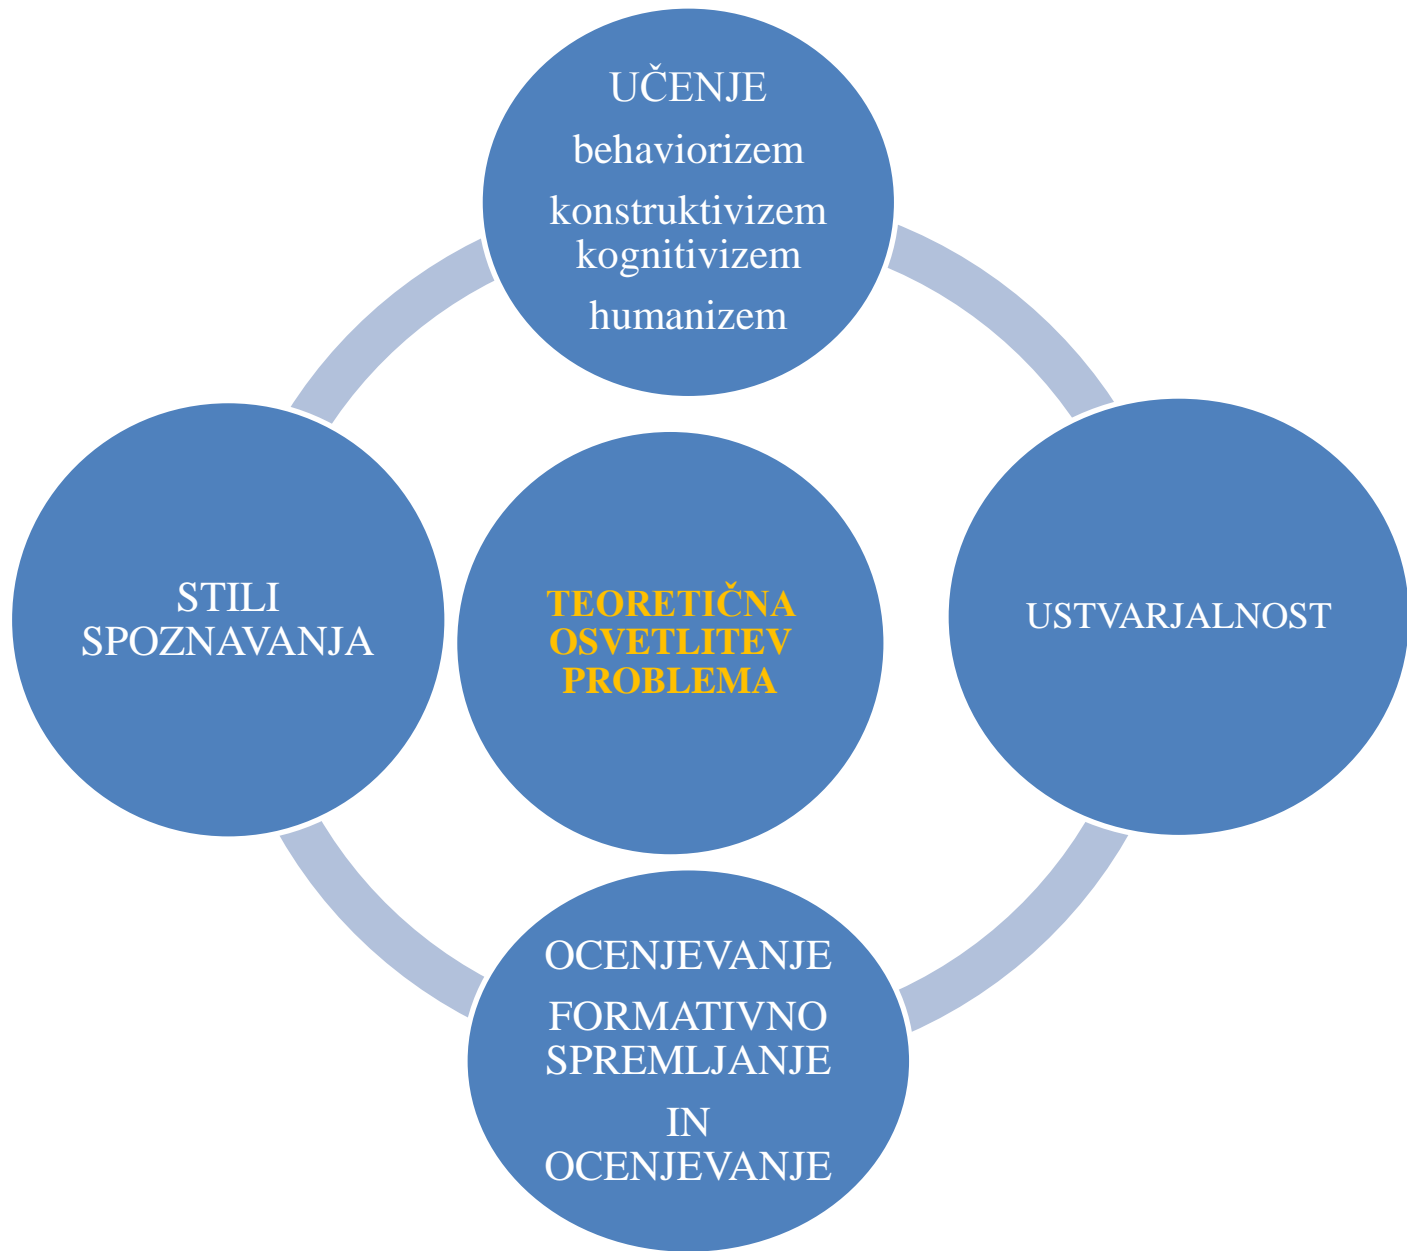 UČENJE
behaviorizem
konstruktivizem
kognitivizem
humanizem
STILI
SPOZNAVANJA
TEORETIČNA
OSVETLITEV
PROBLEMA
USTVARJALNOST
OCENJEVANJE
FORMATIVNO
SPREMLJANJE
IN
OCENJEVANJE